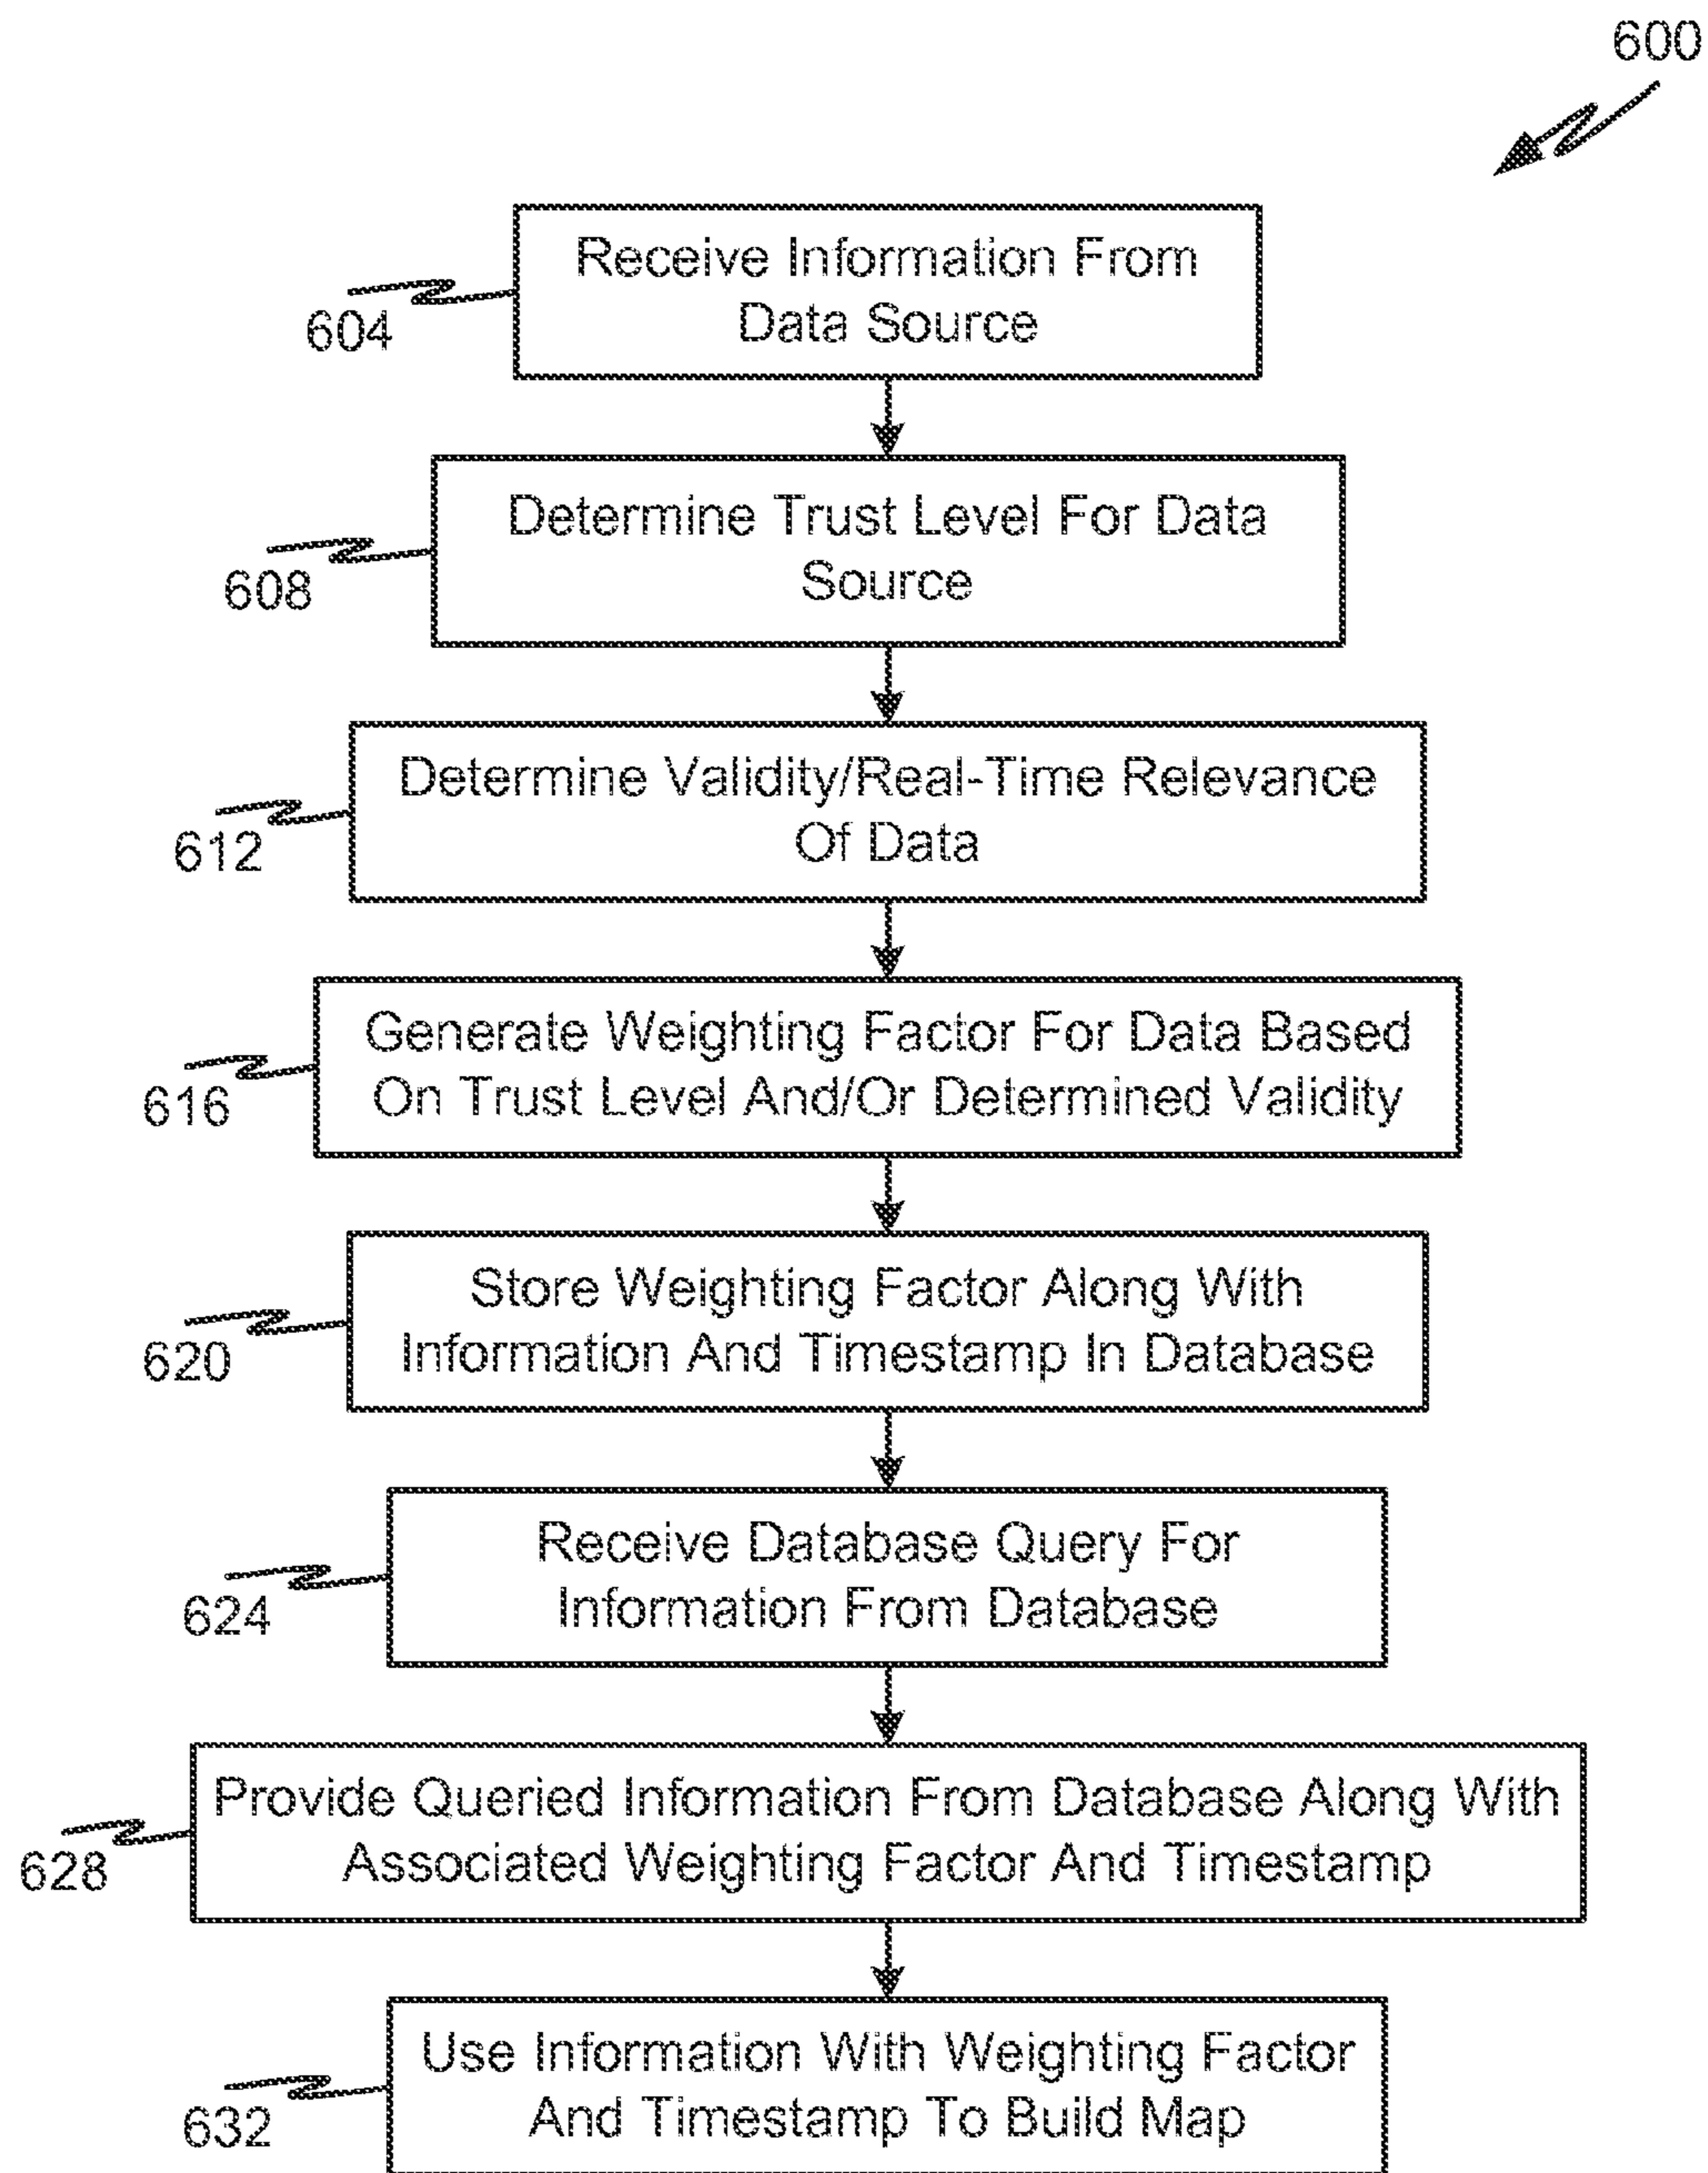 600
Receive Information From
Data Source
604
Determine Trust Level For Data
Source
608
Determine Validity/Real-Time Relevance
Of Data
612
Generate Weighting Factor For Data Based
On Trust Level And/Or Determined Validity
616
Store Weighting Factor Along With
Information And Timestamp In Database
620
Receive Database Query For
Information From Database
624
Provide Queried Information From Database Along With
Associated Weighting Factor And Timestamp
628
Use Information With Weighting Factor
And Timestamp To Build Map
632